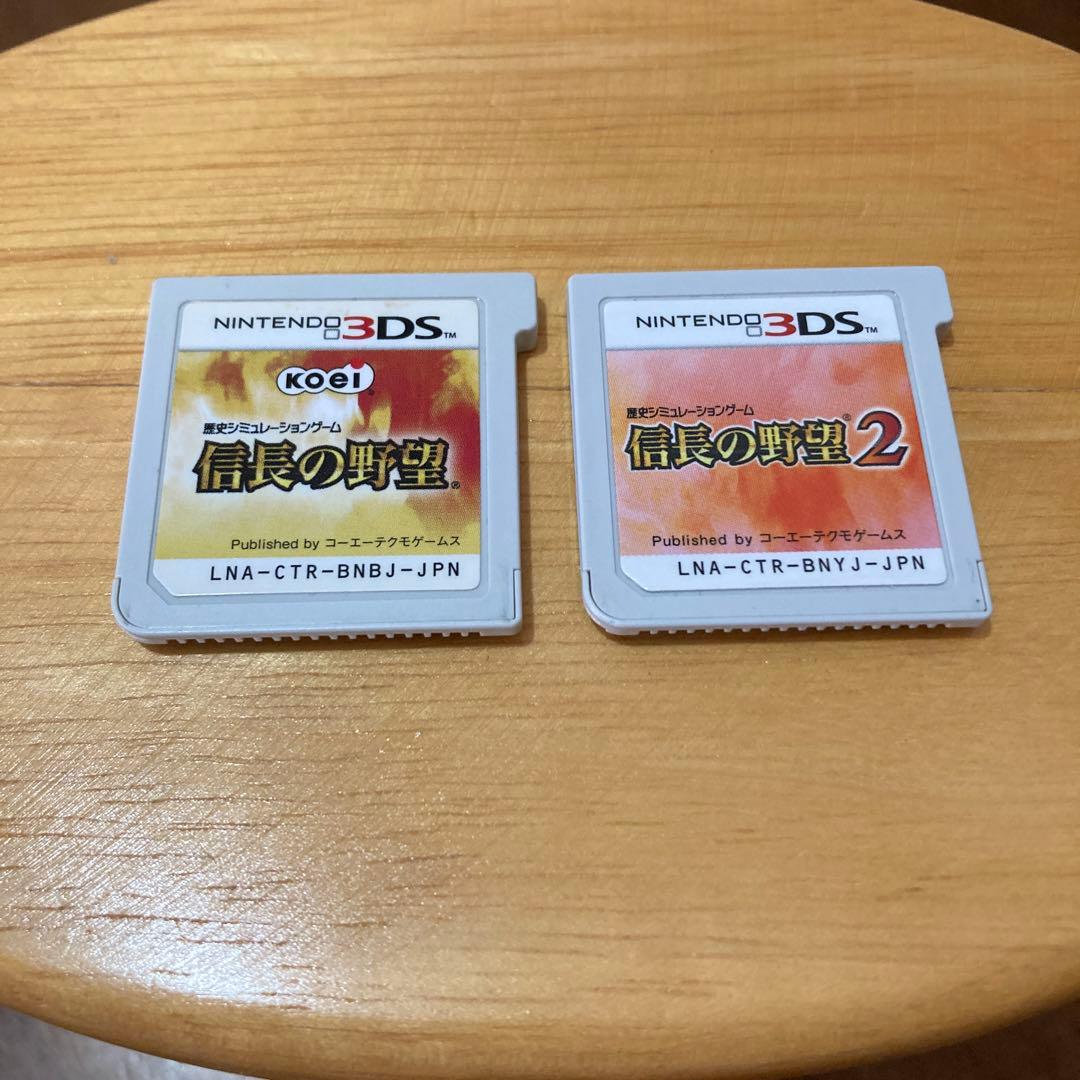 NINTENDO 3DS™
KOEI®
歴史シミュレーションゲーム
信長の野望®
Published by コーエーテクモゲームス
LNA-CTR-BNBJ-JPN
NINTENDO 3DS™
歴史シミュレーションゲーム
信長の野望®2
Published by コーエーテクモゲームス
LNA-CTR-BNYJ-JPN